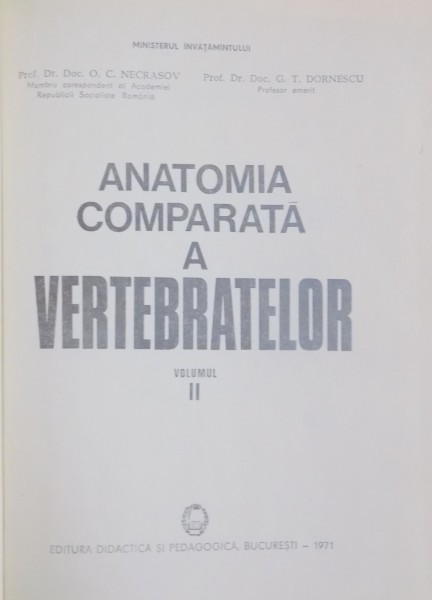 MINISTERUL ÎNVĂȚĂMÎNTULUI
Prof. Dr. Doc. O. C. NECRASOV
Membru corespondent al Academiei
Republicii Socialiste România
Prof. Dr. Doc. G. T. DORNESCU
Profesor emerit
ANATOMIA
COMPARATĂ
A
VERTEBRATELOR
VOLUMUL
II
EDITURA DIDACTICĂ ȘI PEDAGOGICĂ, BUCUREȘTI – 1971